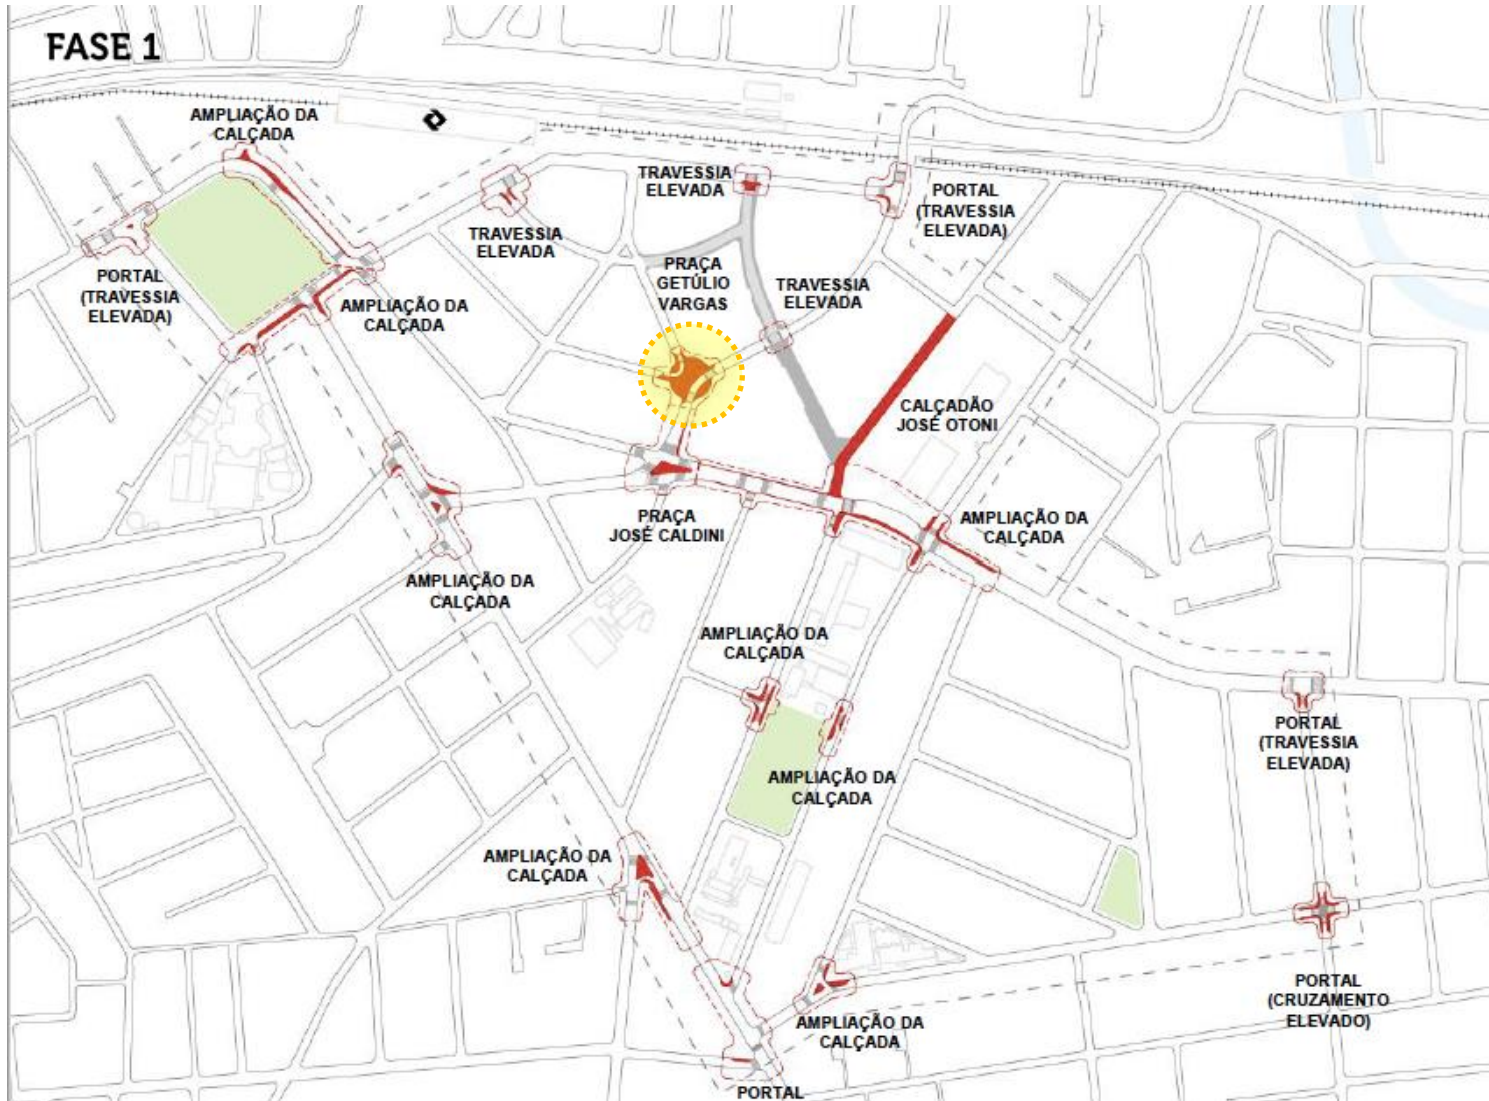 FASE 1
AMPLIAÇÃO DA
CALÇADA
TRAVESSIA
ELEVADA
PORTAL
(TRAVESSIA
ELEVADA)
TRAVESSIA
ELEVADA
PRAÇA
GETÚLIO
VARGAS
TRAVESSIA
ELEVADA
PORTAL
(TRAVESSIA
ELEVADA)
AMPLIAÇÃO DA
CALÇADA
CALÇADÃO
JOSÉ OTONI
PRAÇA
JOSÉ CALDINI
AMPLIAÇÃO DA
CALÇADA
AMPLIAÇÃO DA
CALÇADA
AMPLIAÇÃO DA
CALÇADA
PORTAL
(TRAVESSIA
ELEVADA)
AMPLIAÇÃO DA
CALÇADA
AMPLIAÇÃO DA
CALÇADA
PORTAL
(CRUZAMENTO
ELEVADO)
AMPLIAÇÃO DA
CALÇADA
PORTAL